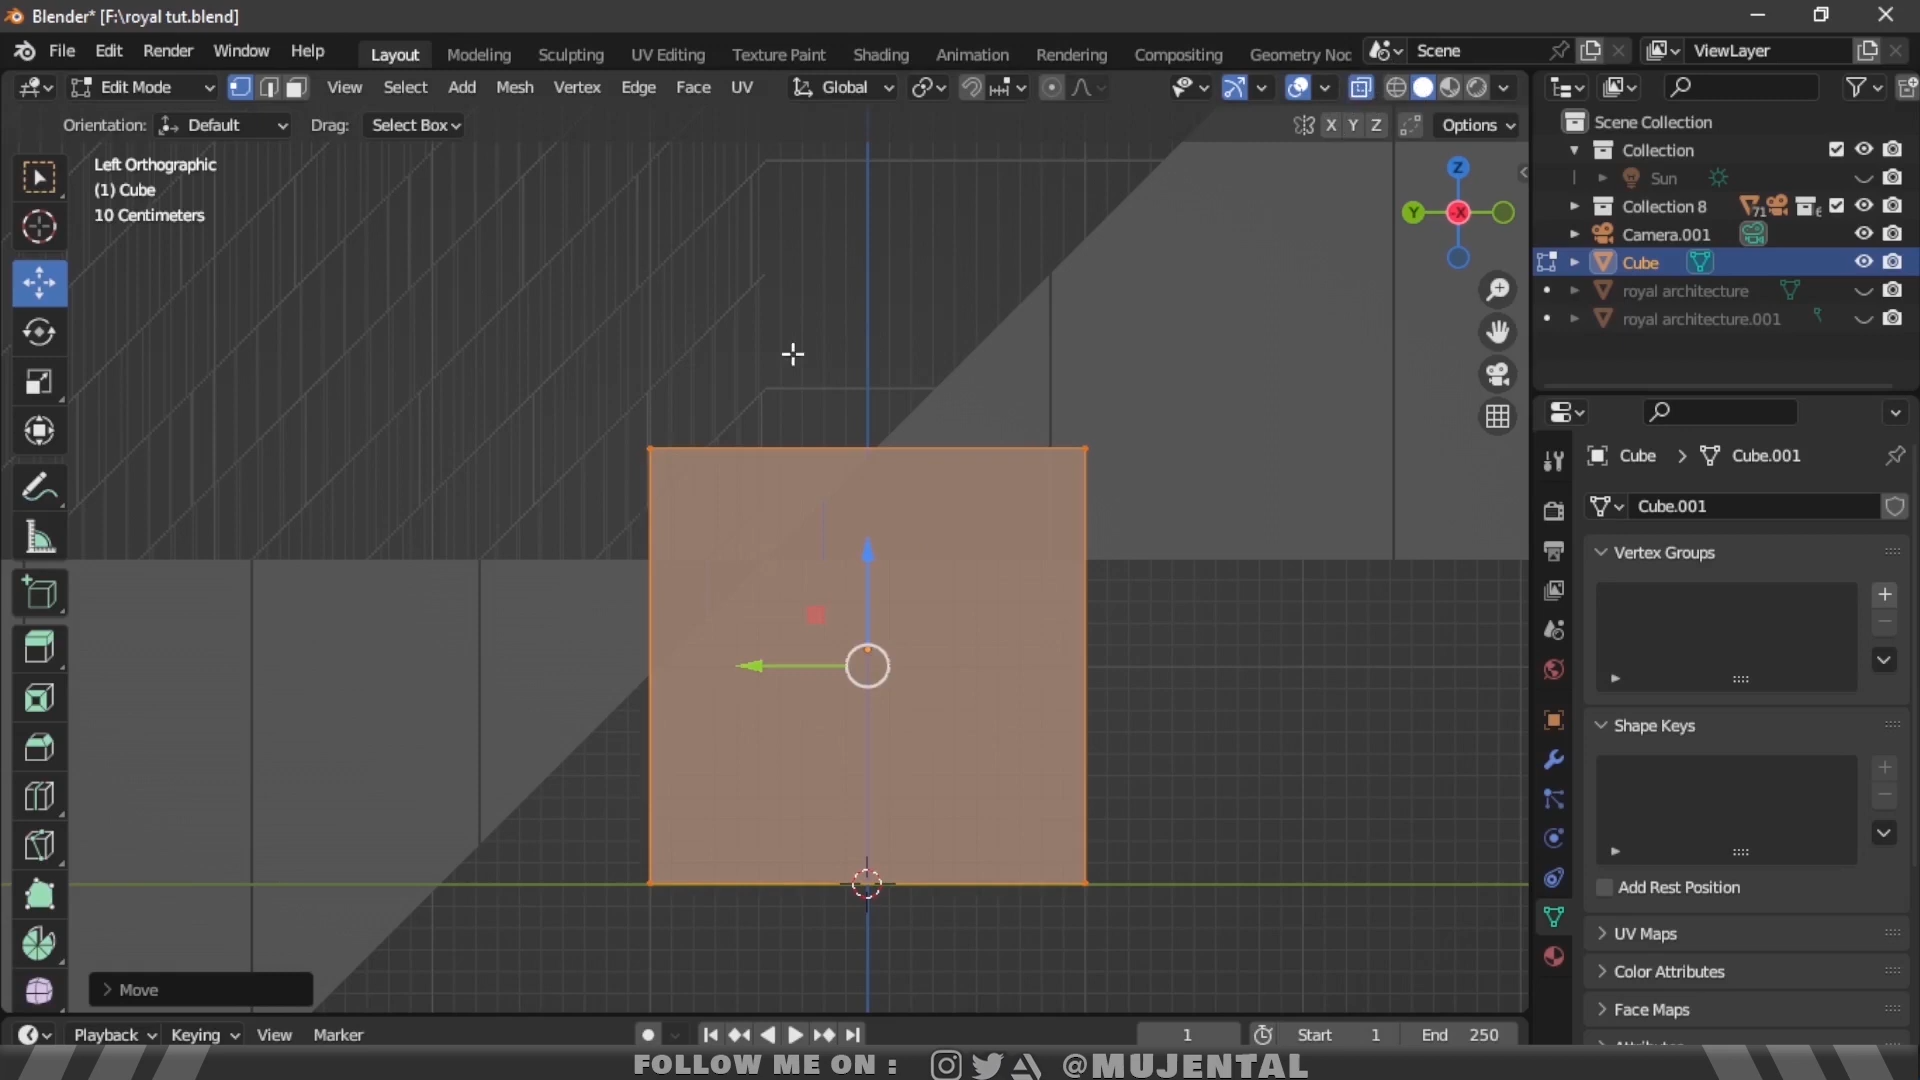 Blender* [F:\royal tut.blend]
File Edit Render Window Help Layout Modeling Sculpting UV Editing Texture Paint Shading Animation Rendering Compositing Geometry Noc Scene ViewLayer
Edit Mode View Select Add Mesh Vertex Edge Face UV Global
Orientation: Default Drag: Select Box X Y Z Options
Scene Collection
Collection
Sun
Collection 8 71 6
Camera.001
Cube
royal architecture
royal architecture.001
Left Orthographic
(1) Cube
10 Centimeters
Z
Y -X
Cube > Cube.001
Cube.001
Vertex Groups
Shape Keys
Add Rest Position
UV Maps
Color Attributes
Face Maps
Move
Playback Keying View Marker 1 Start 1 End 250
FOLLOW ME ON : @MUJENTAL